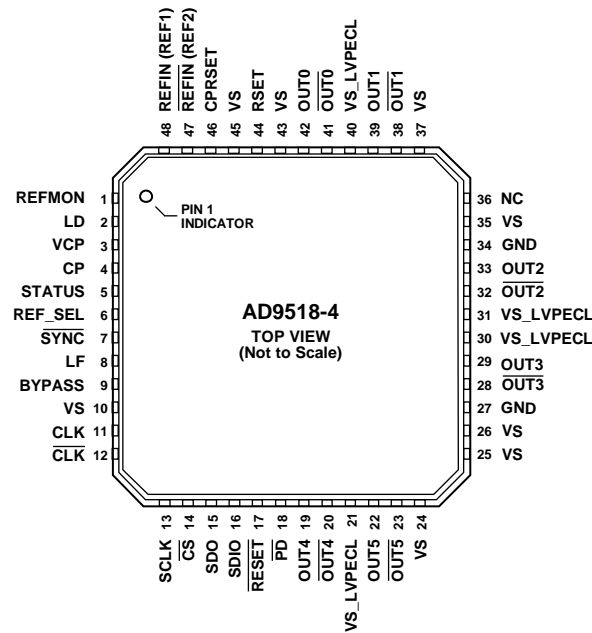 48 REFIN (REF1)
47 REFIN (REF2)
46 CPRSET
45 VS
44 RSET
43 VS
42 OUT0
41 OUT0
40 VS_LVPECL
39 OUT1
38 OUT1
37 VS
REFMON 1
LD 2
VCP 3
CP 4
STATUS 5
REF_SEL 6
SYNC 7
LF 8
BYPASS 9
VS 10
CLK 11
CLK 12
PIN 1
INDICATOR
AD9518-4
TOP VIEW
(Not to Scale)
36 NC
35 VS
34 GND
33 OUT2
32 OUT2
31 VS_LVPECL
30 VS_LVPECL
29 OUT3
28 OUT3
27 GND
26 VS
25 VS
SCLK 13
CS 14
SDO 15
SDIO 16
RESET 17
PD 18
OUT4 19
OUT4 20
VS_LVPECL 21
OUT5 22
OUT5 23
VS 24